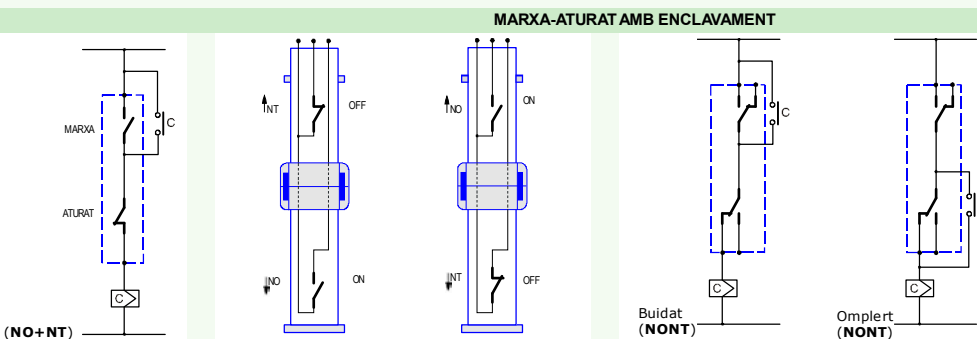 MARXA-ATURAT AMB ENCLAVAMENT
MARXA
C
ATURAT
C
(NO+NT)
NT
OFF
NO
ON
NO
ON
NT
OFF
C
C
Buidat
(NONT)
C
Omplert
(NONT)